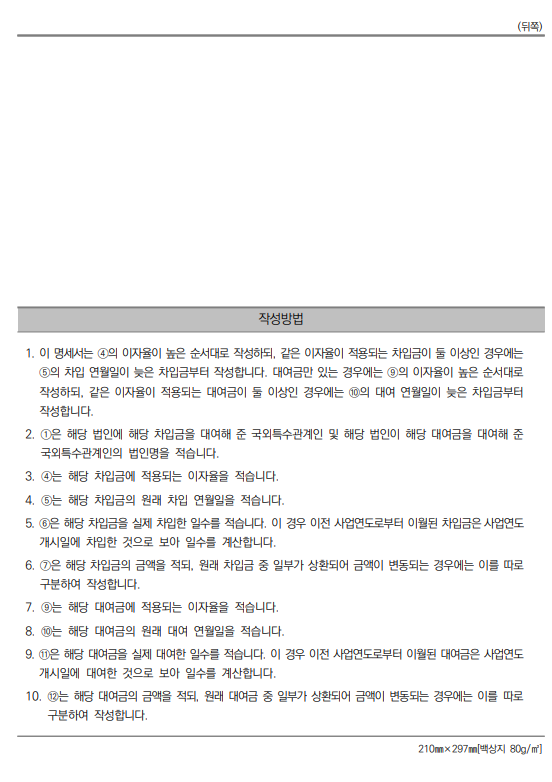 (뒤쪽)
작성방법
1. 이 명세서는 ④의 이자율이 높은 순서대로 작성하되, 같은 이자율이 적용되는 차입금이 둘 이상인 경우에는
⑤의 차입 연월일이 늦은 차입금부터 작성합니다. 대여금만 있는 경우에는 ⑨의 이자율이 높은 순서대로
작성하되, 같은 이자율이 적용되는 대여금이 둘 이상인 경우에는 ⑩의 대여 연월일이 늦은 차입금부터
작성합니다.
2. ①은 해당 법인에 해당 차입금을 대여해 준 국외특수관계인 및 해당 법인이 해당 대여금을 대여해 준
국외특수관계인의 법인명을 적습니다.
3. ④는 해당 차입금에 적용되는 이자율을 적습니다.
4. ⑤는 해당 차입금의 원래 차입 연월일을 적습니다.
5. ⑥은 해당 차입금을 실제 차입한 일수를 적습니다. 이 경우 이전 사업연도로부터 이월된 차입금은 사업연도
개시일에 차입한 것으로 보아 일수를 계산합니다.
6. ⑦은 해당 차입금의 금액을 적되, 원래 차입금 중 일부가 상환되어 금액이 변동되는 경우에는 이를 따로
구분하여 작성합니다.
7. ⑨는 해당 대여금에 적용되는 이자율을 적습니다.
8. ⑩는 해당 대여금의 원래 대여 연월일을 적습니다.
9. ⑪은 해당 대여금을 실제 대여한 일수를 적습니다. 이 경우 이전 사업연도로부터 이월된 대여금은 사업연도
개시일에 대여한 것으로 보아 일수를 계산합니다.
10. ⑫는 해당 대여금의 금액을 적되, 원래 대여금 중 일부가 상환되어 금액이 변동되는 경우에는 이를 따로
구분하여 작성합니다.
210㎜×297㎜[백상지 80g/㎡]